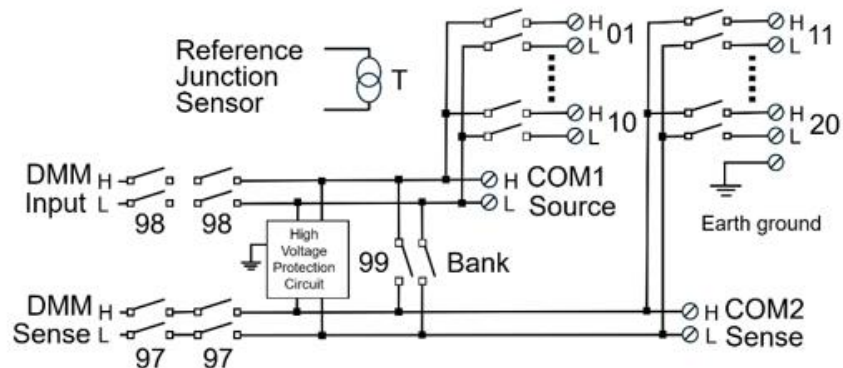 H 01
L
H 11
L
Reference
Junction
Sensor
T
H 10
L
H 20
L
DMM H
Input L
98 98
H COM1
L Source
Earth ground
High
Voltage
Protection
Circuit
99 Bank
DMM H
Sense L
97 97
H COM2
L Sense